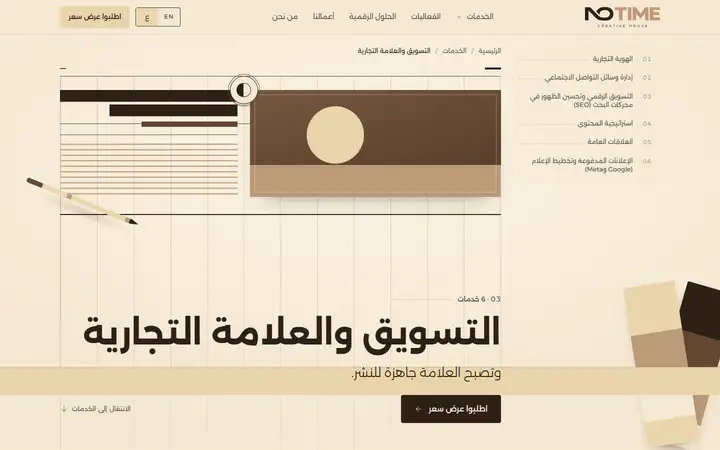 NOTIME
CREATIVE HOUSE
الخدمات
الفعاليات
الحلول الرقمية
أعمالنا
من نحن
EN
ع
اطلبوا عرض سعر
الرئيسية / الخدمات / التسويق والعلامة التجارية
01 الهوية التجارية
02 إدارة وسائل التواصل الاجتماعي
03 التسويق الرقمي وتحسين الظهور في
محركات البحث (SEO)
04 استراتيجية المحتوى
05 العلاقات العامة
06 الإعلانات المدفوعة وتخطيط الإعلام
(Metaو Google)
03 · 6 خدمات
التسويق والعلامة التجارية
وتصبح العلامة جاهزة للنشر.
اطلبوا عرض سعر ←
الانتقال إلى الخدمات ↓